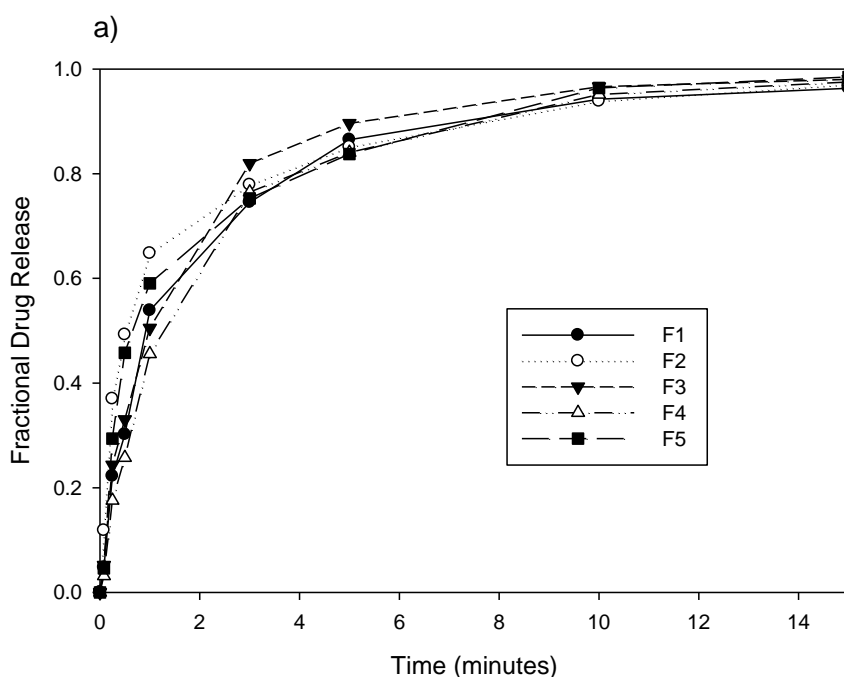 a)
1.0
0.8
0.6
0.4
0.2
0.0
Fractional Drug Release
F1
F2
F3
F4
F5
0 2 4 6 8 10 12 14
Time (minutes)